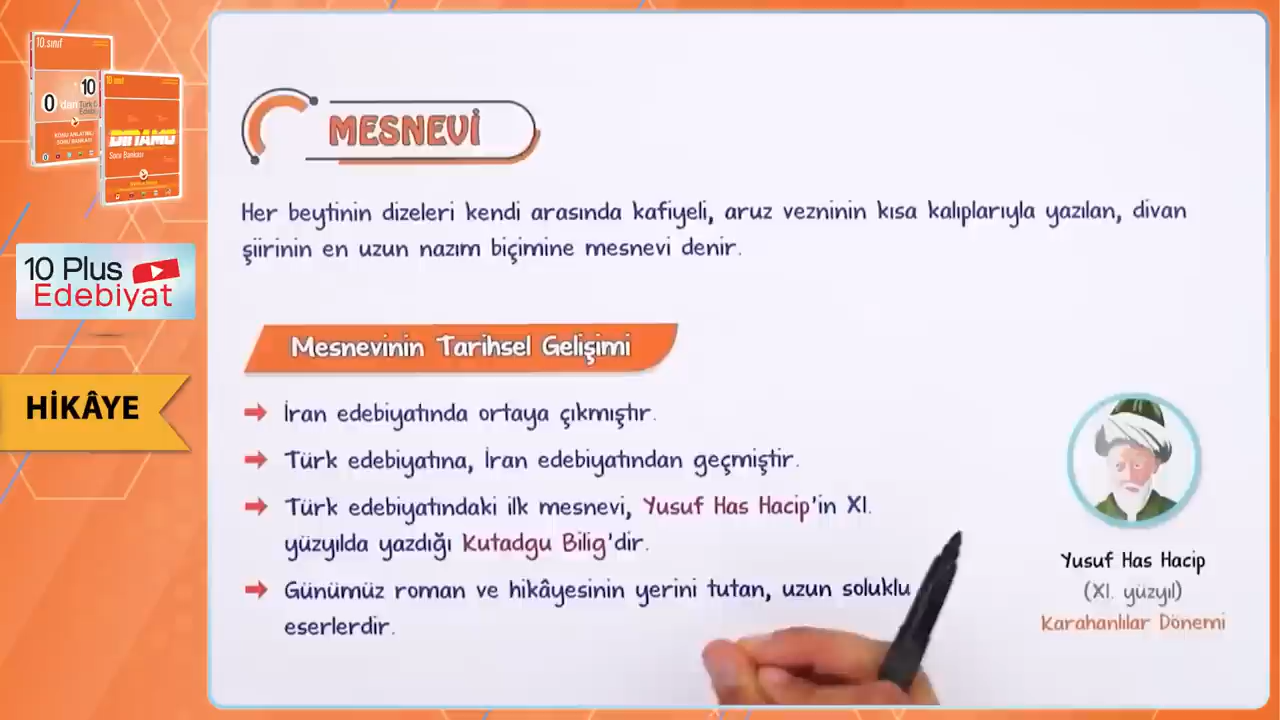 10.sınıf
10
0'dan
KONU ANLATIMLI
SORU BANKASI
10.sınıf
DİNAMO
Soru Bankası
10 Plus
Edebiyat
HİKÂYE
MESNEVİ
Her beytinin dizeleri kendi arasında kafiyeli, aruz vezninin kısa kalıplarıyla yazılan, divan
şiirinin en uzun nazım biçimine mesnevi denir.
Mesnevinin Tarihsel Gelişimi
İran edebiyatında ortaya çıkmıştır.
Türk edebiyatına, İran edebiyatından geçmiştir.
Türk edebiyatındaki ilk mesnevi, Yusuf Has Hacip'in XI.
yüzyılda yazdığı Kutadgu Bilig'dir.
Günümüz roman ve hikâyesinin yerini tutan, uzun soluklu
eserlerdir.
Yusuf Has Hacip
(XI. yüzyıl)
Karahanlılar Dönemi